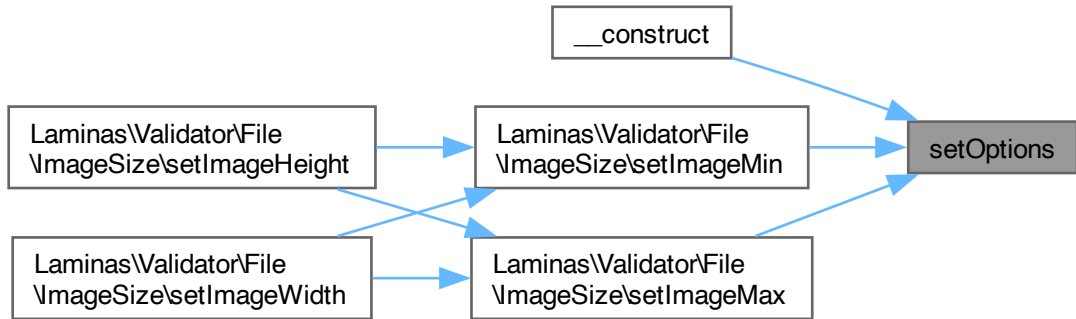 __construct
Laminas\Validator\File
\ImageSize\setImageHeight
Laminas\Validator\File
\ImageSize\setImageMin
setOptions
Laminas\Validator\File
\ImageSize\setImageWidth
Laminas\Validator\File
\ImageSize\setImageMax